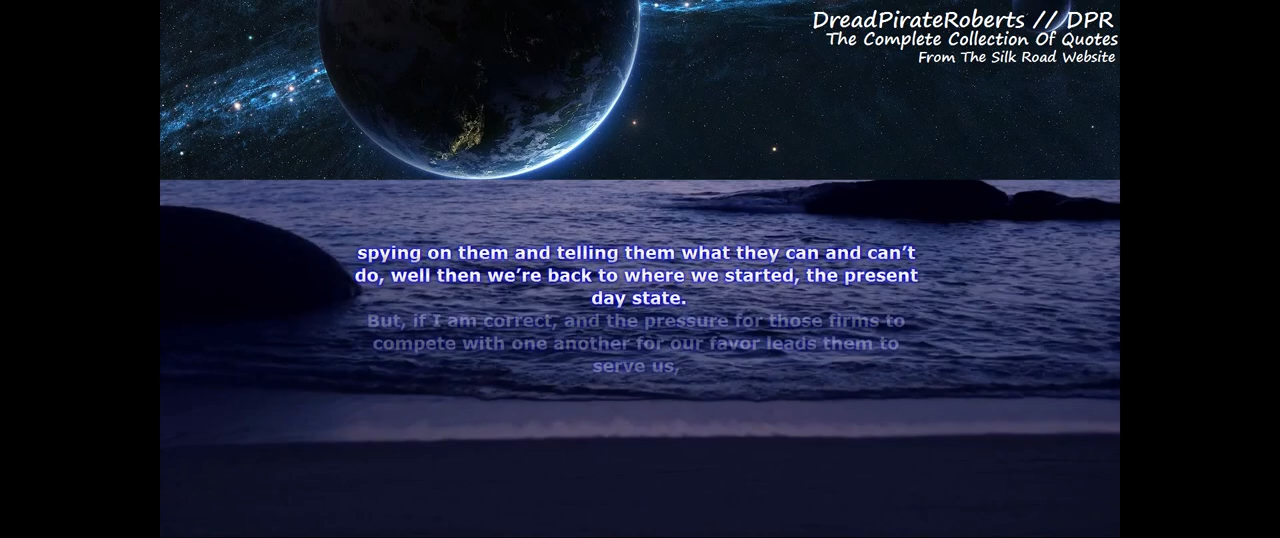 DreadPirateRoberts // DPR
The Complete Collection Of Quotes
From The Silk Road Website
spying on them and telling them what they can and can’t
do, well then we’re back to where we started, the present
day state.
But, if I am correct, and the pressure for those firms to
compete with one another for our favor leads them to
serve us,